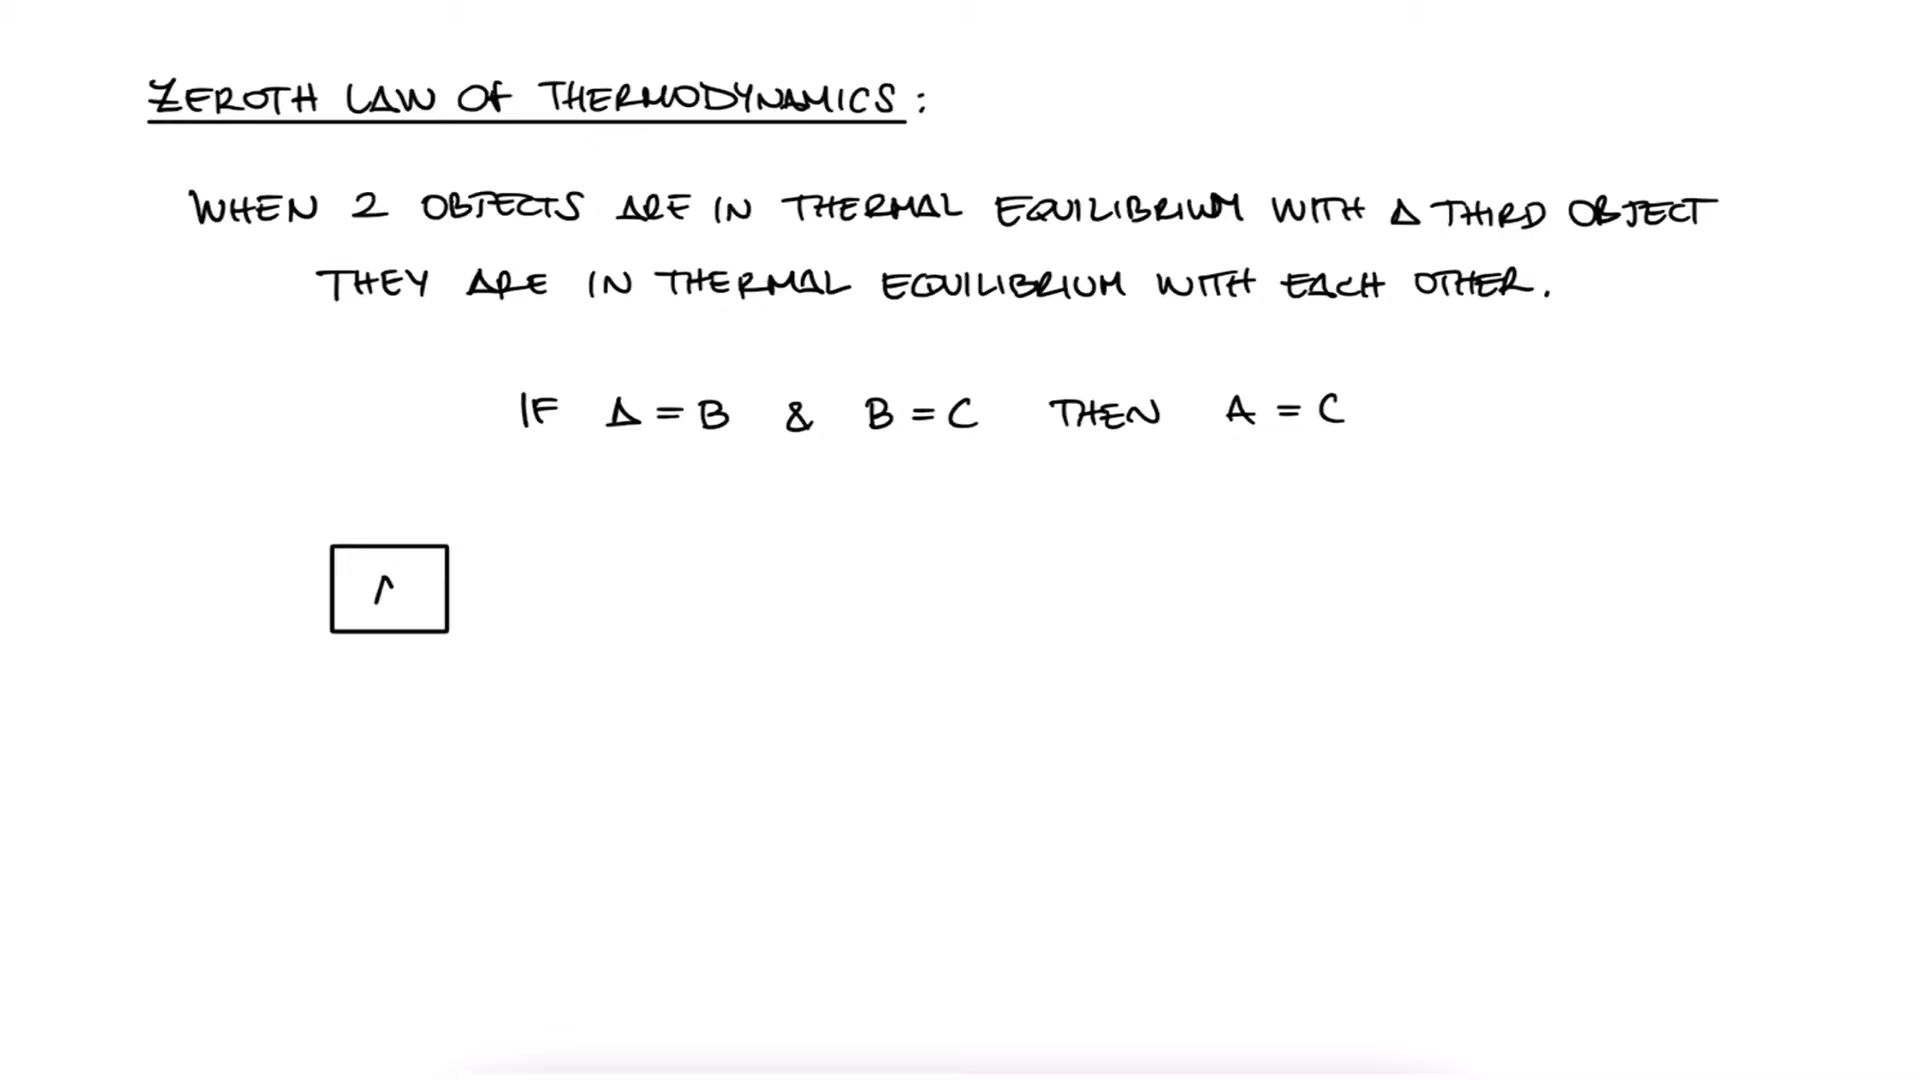 ZEROTH LAW OF THERMODYNAMICS:
WHEN 2 OBJECTS ARE IN THERMAL EQUILIBRIUM WITH A THIRD OBJECT
THEY ARE IN THERMAL EQUILIBRIUM WITH EACH OTHER.
IF A = B & B = C THEN A = C